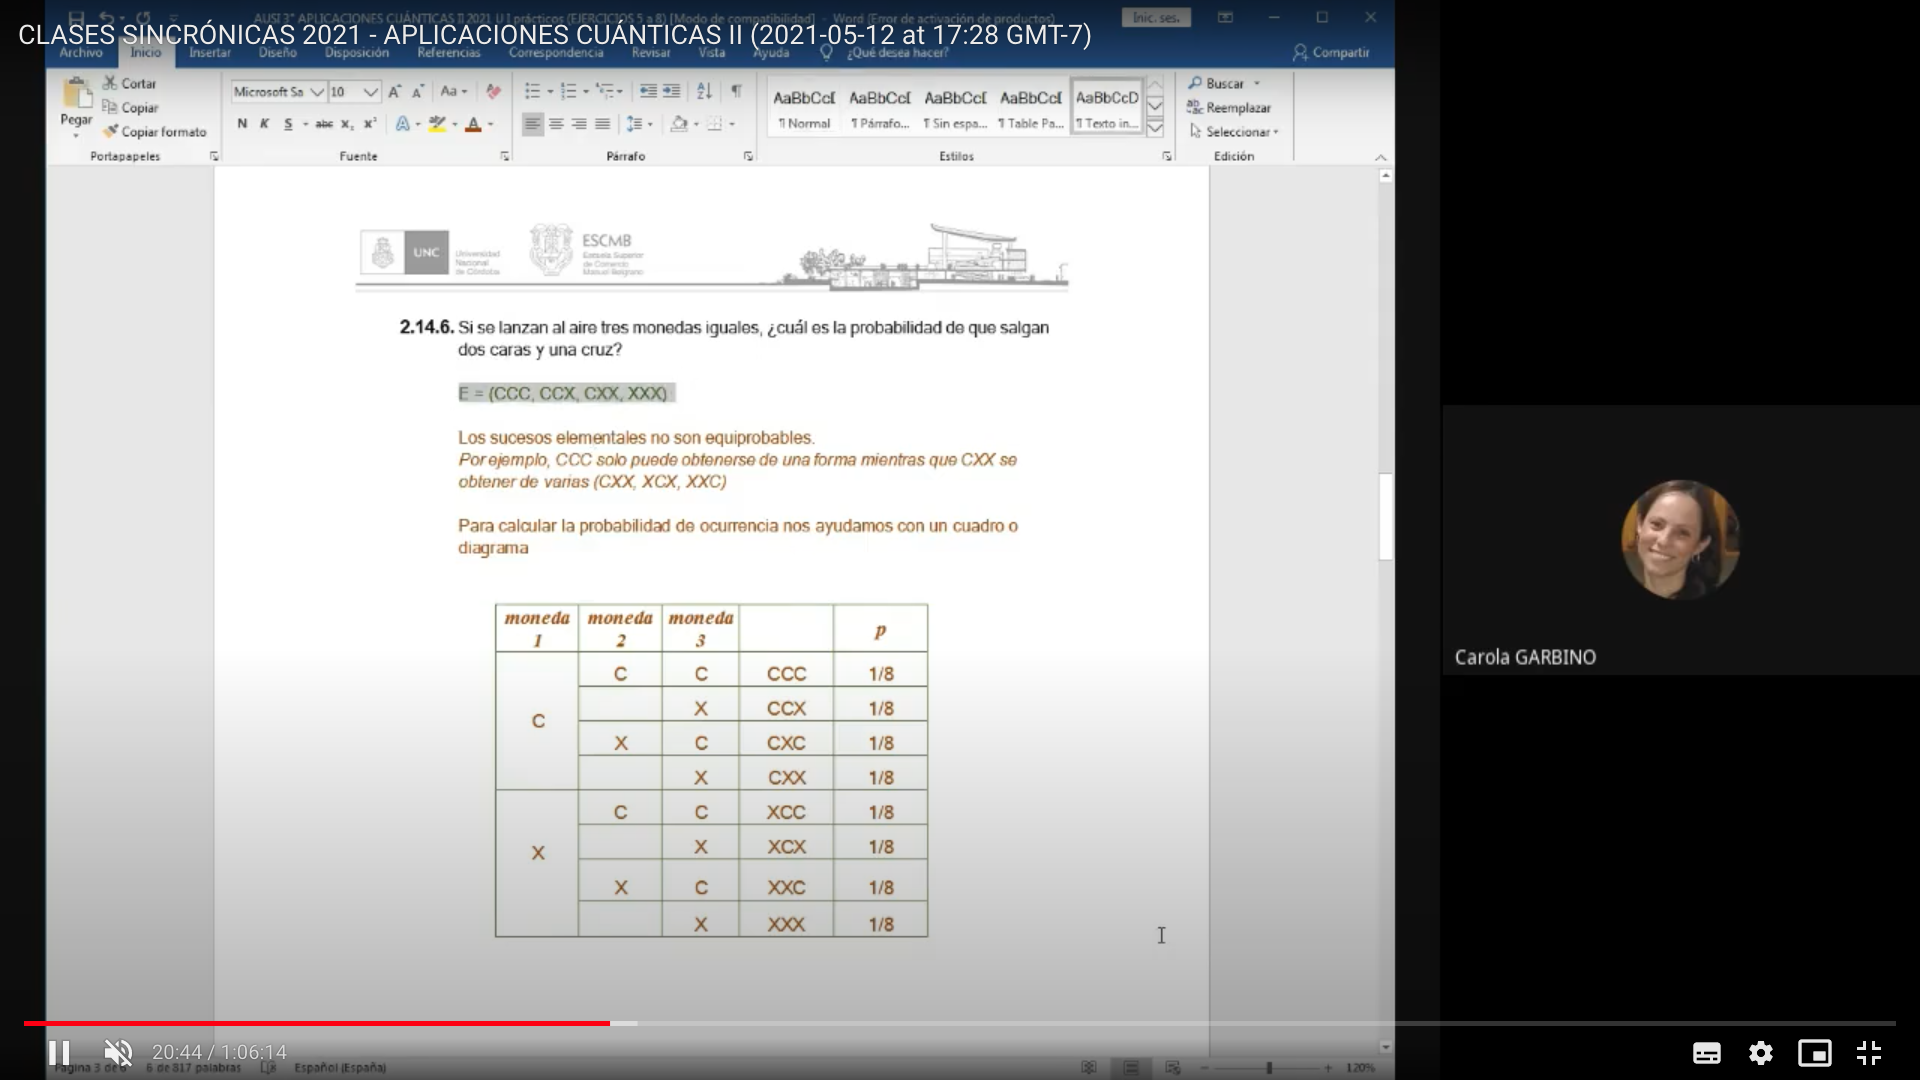 AUSI 3° APLICACIONES CUÁNTICAS II 2021 U I prácticos (EJERCICIOS 5 a 8) [Modo de compatibilidad] - Word (Error de activación de productos)
Inic. ses.
CLASES SINCRÓNICAS 2021 - APLICACIONES CUÁNTICAS II (2021-05-12 at 17:28 GMT-7)
Archivo Inicio Insertar Diseño Disposición Referencias Correspondencia Revisar Vista Ayuda ¿Qué desea hacer? Compartir
Pegar
Cortar
Copiar
Copiar formato
Portapapeles
Microsoft Sa 10
N K S abc x, x²
Fuente
Párrafo
AaBbCcI AaBbCcI AaBbCcI AaBbCcI AaBbCcD
¶ Normal ¶ Párrafo... ¶ Sin espa... ¶ Table Pa... ¶ Texto in...
Estilos
Buscar
Reemplazar
Seleccionar
Edición
UNC
Universidad
Nacional
de Córdoba
ESCMB
Escuela Superior
de Comercio
Manuel Belgrano
2.14.6. Si se lanzan al aire tres monedas iguales, ¿cuál es la probabilidad de que salgan
dos caras y una cruz?
E = (CCC, CCX, CXX, XXX)
Los sucesos elementales no son equiprobables.
Por ejemplo, CCC solo puede obtenerse de una forma mientras que CXX se
obtener de varias (CXX, XCX, XXC)
Para calcular la probabilidad de ocurrencia nos ayudamos con un cuadro o
diagrama
moneda 1 moneda 2 moneda 3 p
C C C CCC 1/8
X CCX 1/8
X C CXC 1/8
X CXX 1/8
X C C XCC 1/8
X XCX 1/8
X C XXC 1/8
X XXX 1/8
Carola GARBINO
20:44 / 1:06:14
Página 3 de 6 6 de 817 palabras Español (España) 120%